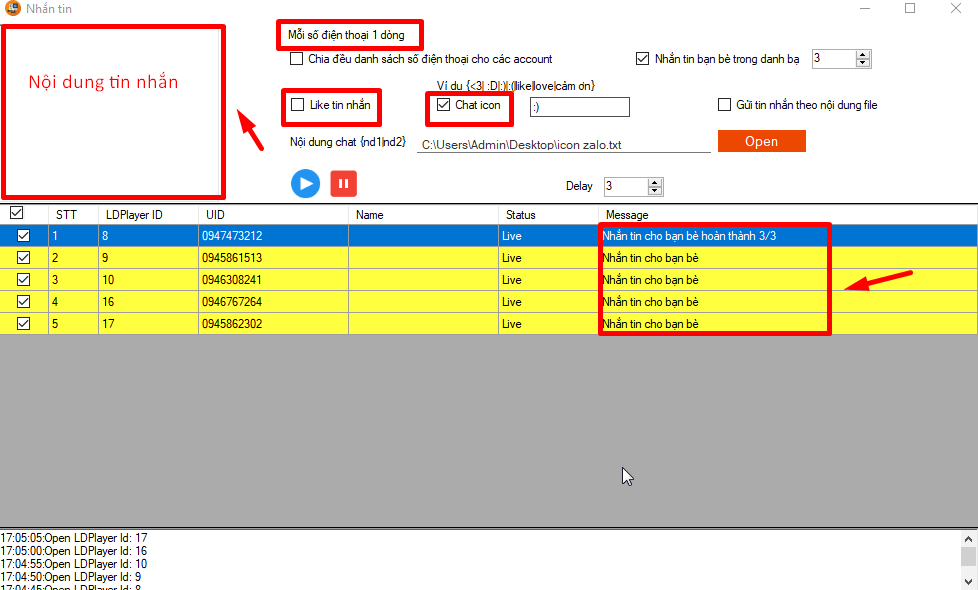 Nhắn tin
Mỗi số điện thoại 1 dòng
Nội dung tin nhắn
Chia đều danh sách số điện thoại cho các account
Nhắn tin bạn bè trong danh bạ
3
Ví dụ {<3| :D|:)|:(|like|love|cảm ơn}
Like tin nhắn
Chat icon
:)
Gửi tin nhắn theo nội dung file
Nội dung chat {nd1|nd2}
C:\Users\Admin\Desktop\icon zalo.txt
Open
Delay
3
STT LDPlayer ID UID Name Status Message
1 8 0947473212 Live Nhắn tin cho bạn bè hoàn thành 3/3
2 9 0945861513 Live Nhắn tin cho bạn bè
3 10 0946308241 Live Nhắn tin cho bạn bè
4 16 0946767264 Live Nhắn tin cho bạn bè
5 17 0945862302 Live Nhắn tin cho bạn bè
17:05:05:Open LDPlayer Id: 17
17:05:00:Open LDPlayer Id: 16
17:04:55:Open LDPlayer Id: 10
17:04:50:Open LDPlayer Id: 9
17:04:45:Open LDPlayer Id: 8